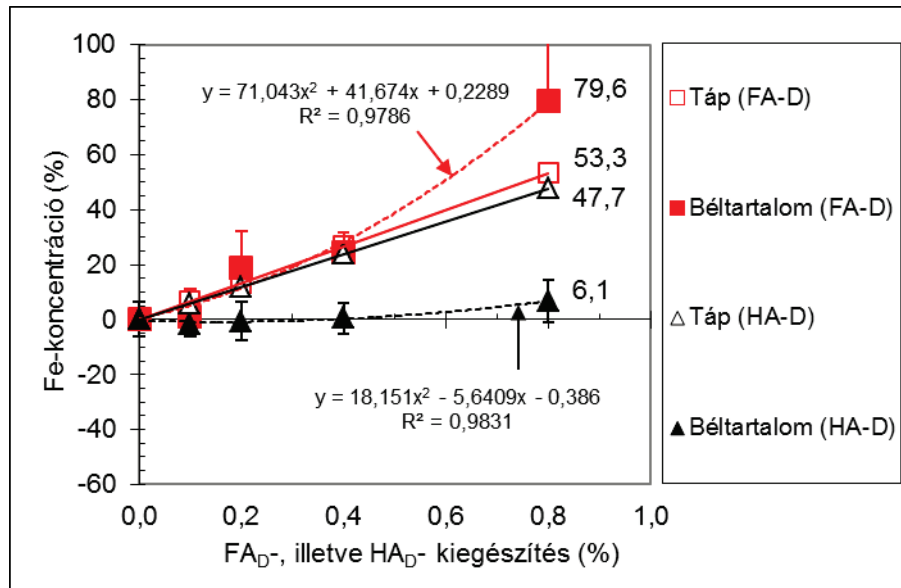 100
80
60
40
20
0
-20
-40
-60
Fe-koncentráció (%)
y = 71,043x² + 41,674x + 0,2289
R² = 0,9786
79,6
53,3
47,7
6,1
y = 18,151x² - 5,6409x - 0,386
R² = 0,9831
0,0 0,2 0,4 0,6 0,8 1,0
FA_D-, illetve HA_D- kiegészítés (%)
Táp (FA-D)
Béltartalom (FA-D)
Táp (HA-D)
Béltartalom (HA-D)